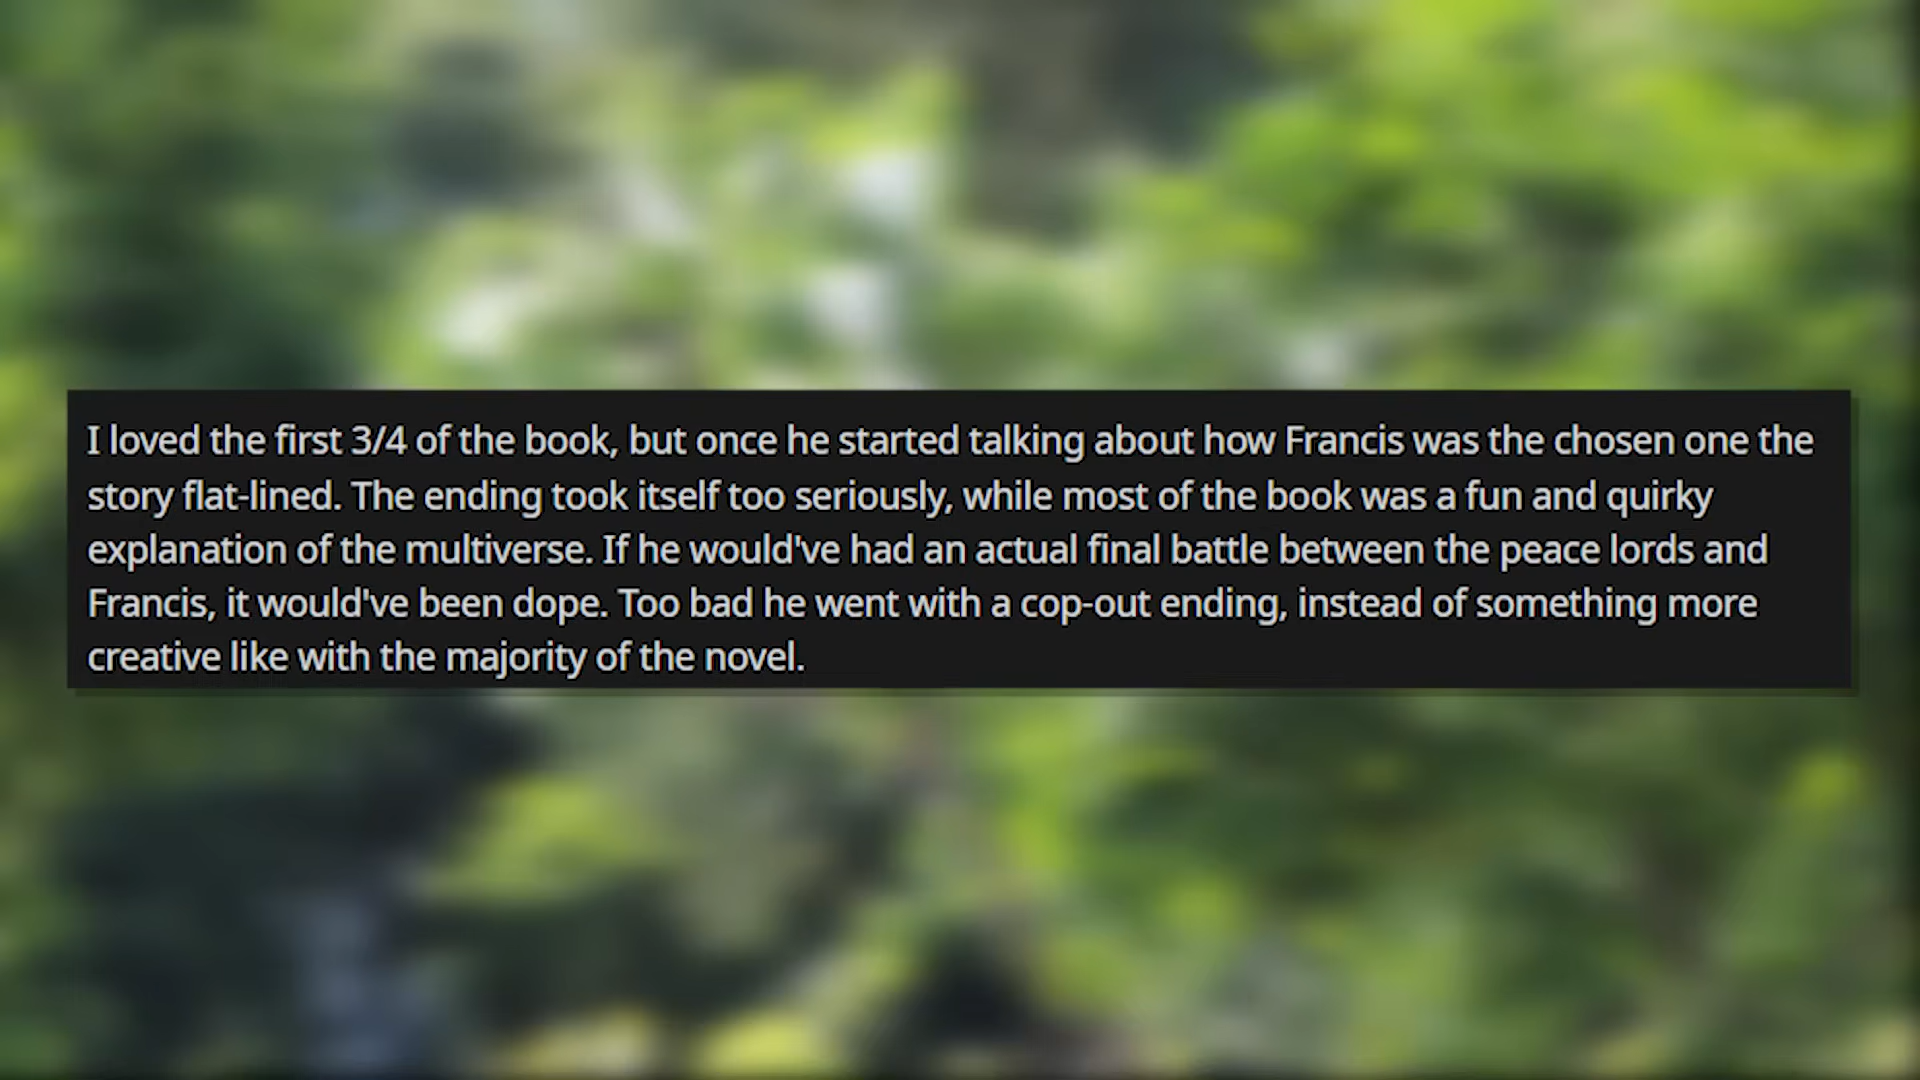 I loved the first 3/4 of the book, but once he started talking about how Francis was the chosen one the
story flat-lined. The ending took itself too seriously, while most of the book was a fun and quirky
explanation of the multiverse. If he would've had an actual final battle between the peace lords and
Francis, it would've been dope. Too bad he went with a cop-out ending, instead of something more
creative like with the majority of the novel.